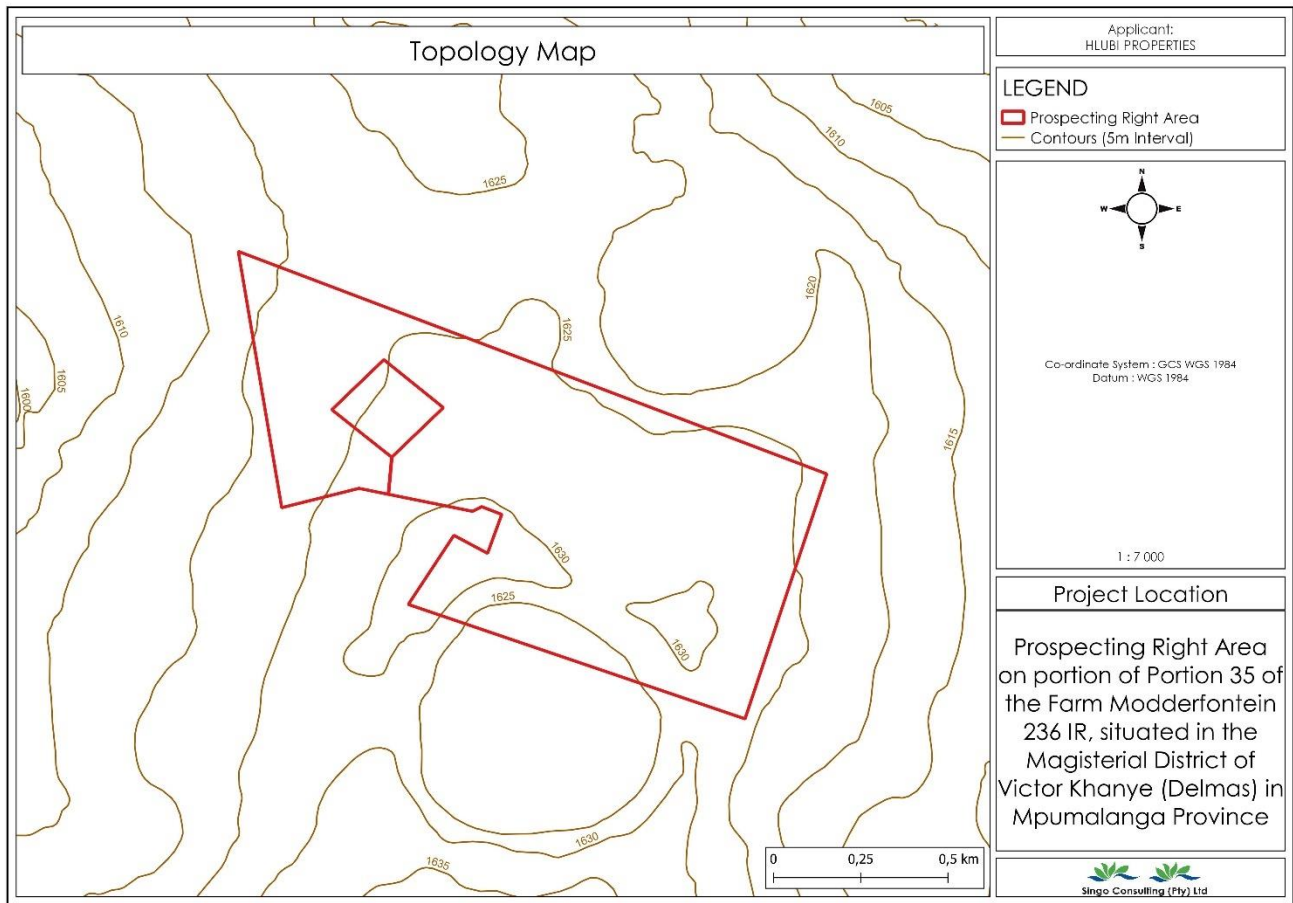 Topology Map
1605
1610
1625
1620
1625
1610
1605
1600
1615
1630
1625
1630
1630
1635
0
0,25
0,5 km
Applicant:
HLUBI PROPERTIES
LEGEND
Prospecting Right Area
Contours (5m Interval)
N
W
E
S
Co-ordinate System : GCS WGS 1984
Datum : WGS 1984
1 : 7 000
Project Location
Prospecting Right Area
on portion of Portion 35 of
the Farm Modderfontein
236 IR, situated in the
Magisterial District of
Victor Khanye (Delmas) in
Mpumalanga Province
Singo Consulting (Pty) Ltd